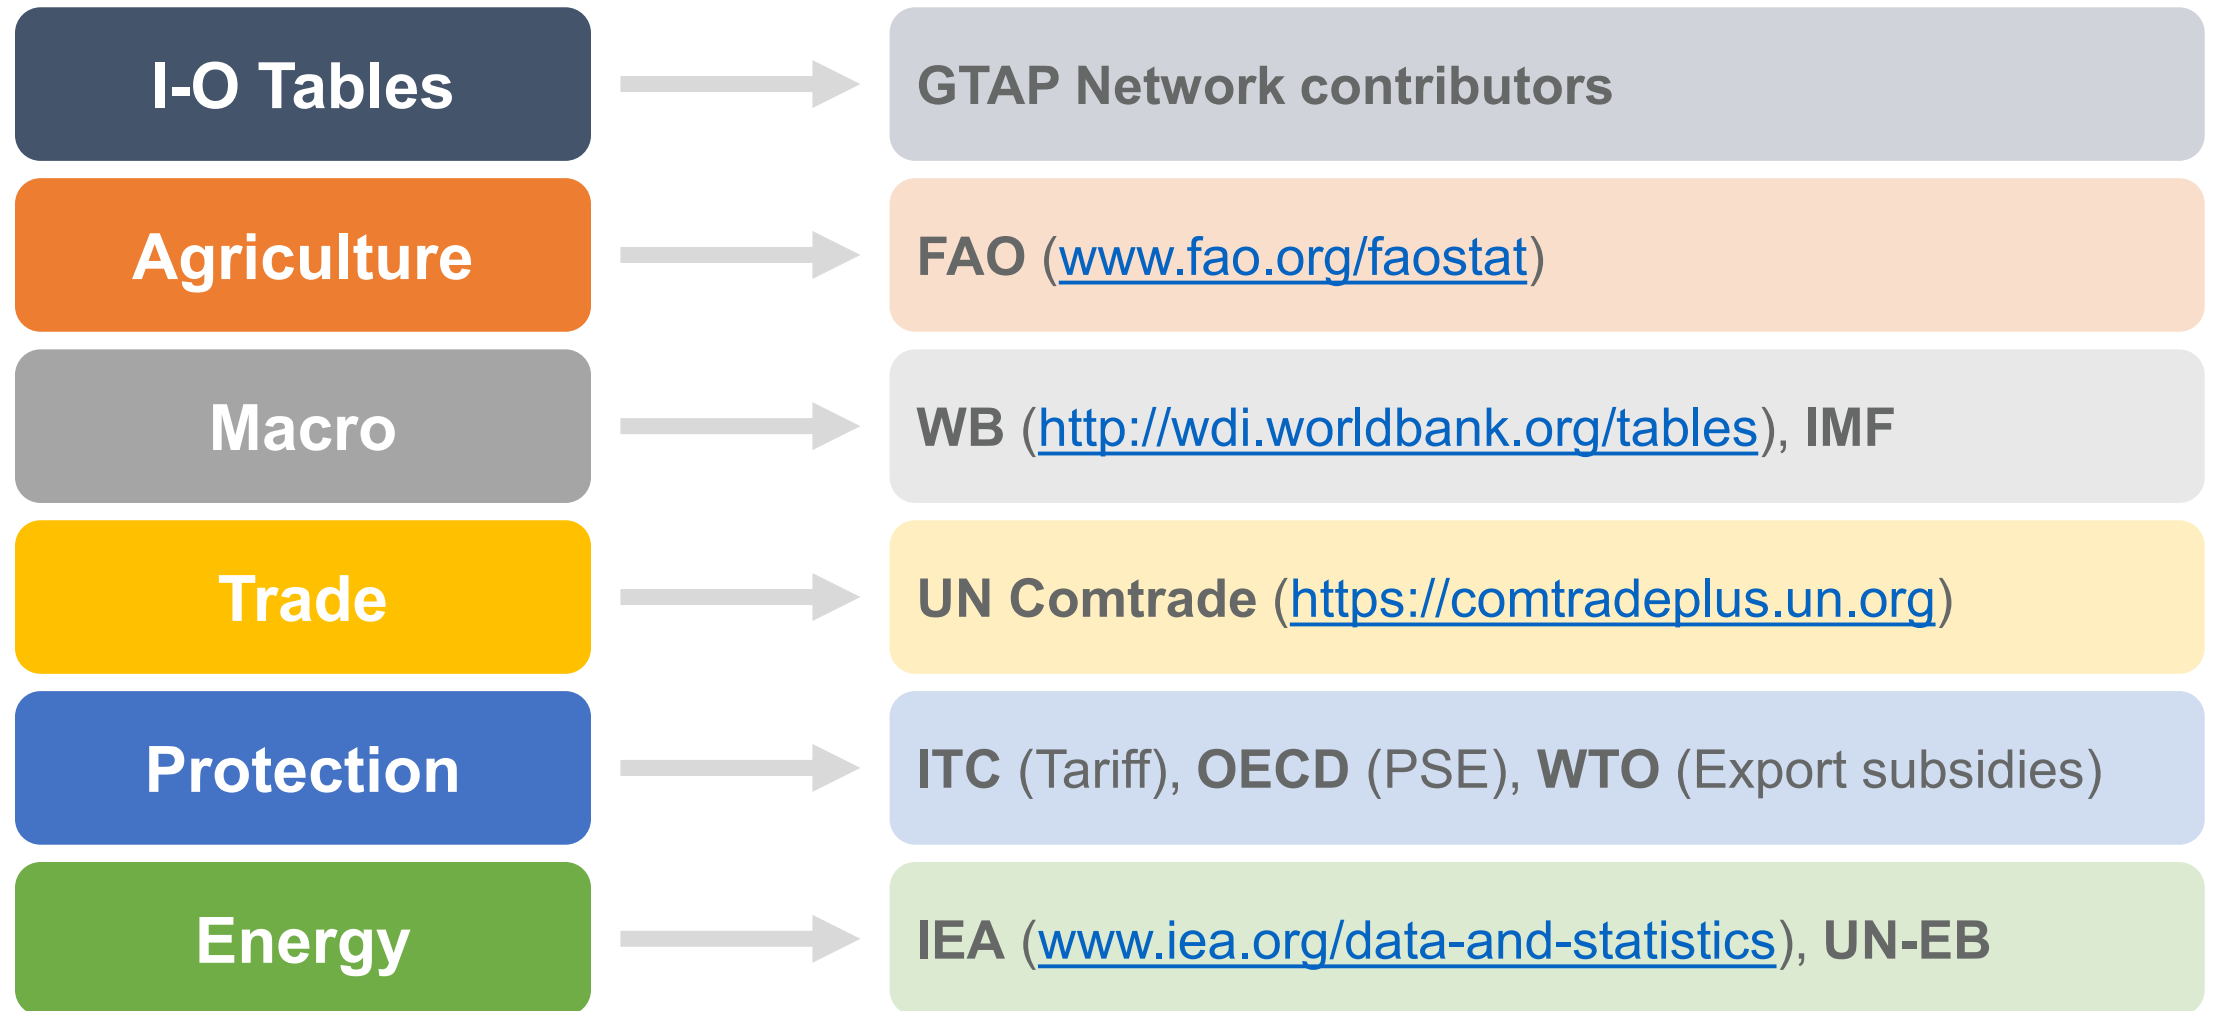 I-O Tables
GTAP Network contributors
Agriculture
FAO (www.fao.org/faostat)
Macro
WB (http://wdi.worldbank.org/tables), IMF
Trade
UN Comtrade (https://comtradeplus.un.org)
Protection
ITC (Tariff), OECD (PSE), WTO (Export subsidies)
Energy
IEA (www.iea.org/data-and-statistics), UN-EB